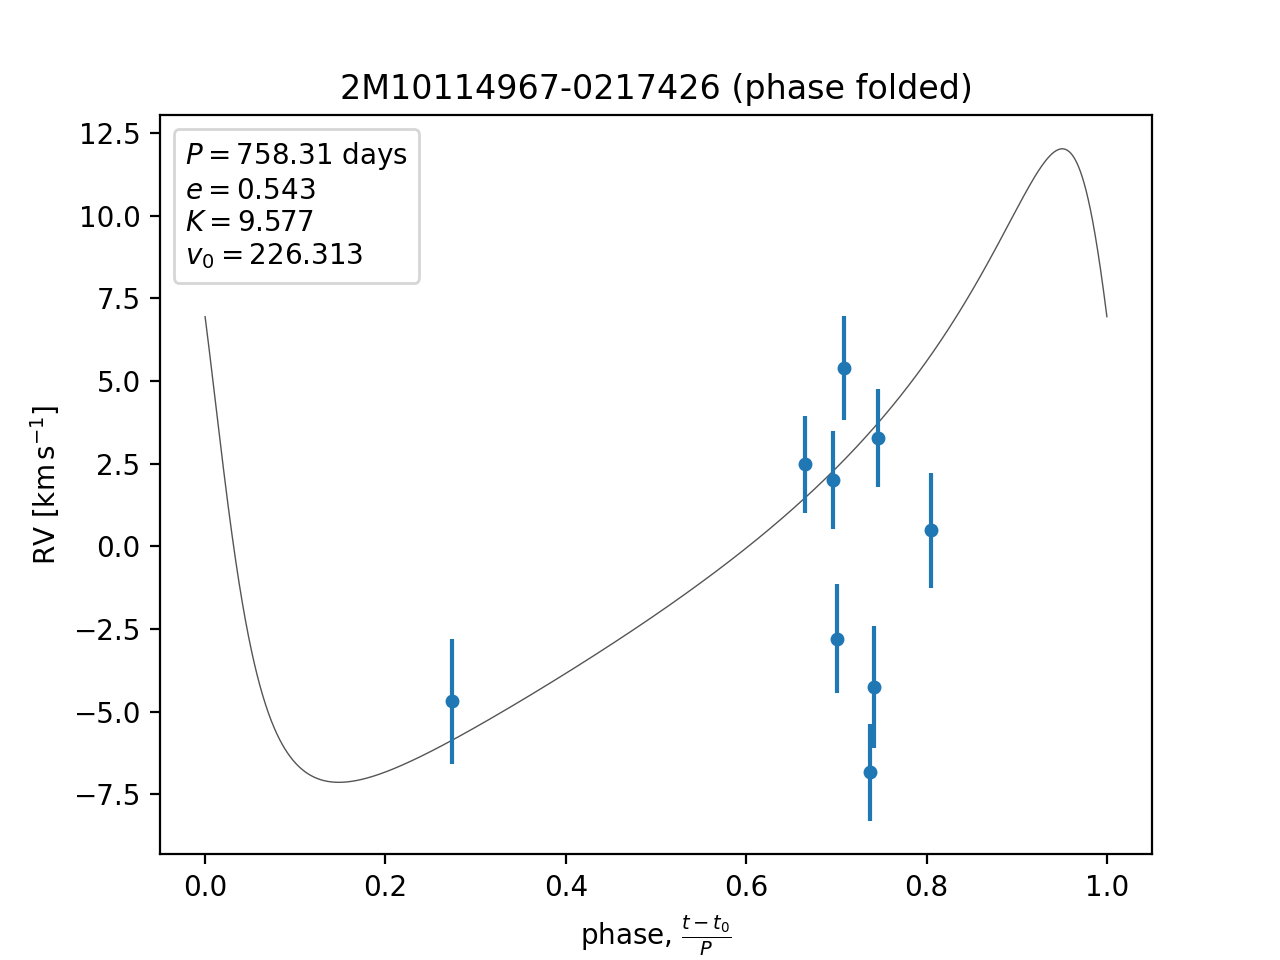 2M10114967-0217426 (phase folded)
P = 758.31 days
e = 0.543
K = 9.577
v₀ = 226.313
12.5
10.0
7.5
5.0
2.5
0.0
−2.5
−5.0
−7.5
RV [km s⁻¹]
0.0 0.2 0.4 0.6 0.8 1.0
phase, (t − t₀)/P